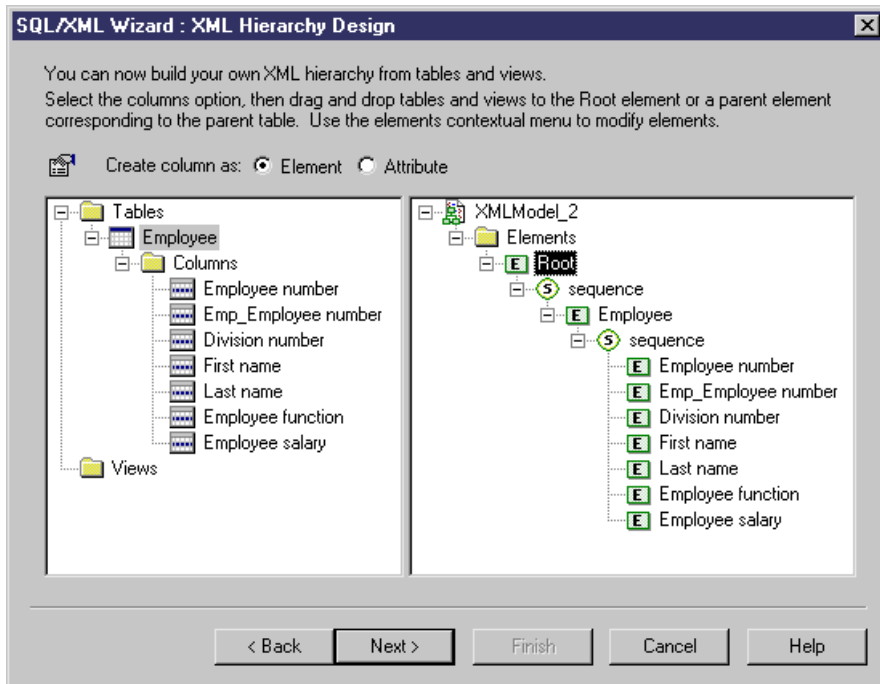 SQL/XML Wizard : XML Hierarchy Design
You can now build your own XML hierarchy from tables and views.
Select the columns option, then drag and drop tables and views to the Root element or a parent element
corresponding to the parent table. Use the elements contextual menu to modify elements.
Create column as: Element Attribute
Tables
Employee
Columns
Employee number
Emp_Employee number
Division number
First name
Last name
Employee function
Employee salary
Views
XMLModel_2
Elements
E Root
S sequence
E Employee
S sequence
E Employee number
E Emp_Employee number
E Division number
E First name
E Last name
E Employee function
E Employee salary
< Back Next > Finish Cancel Help